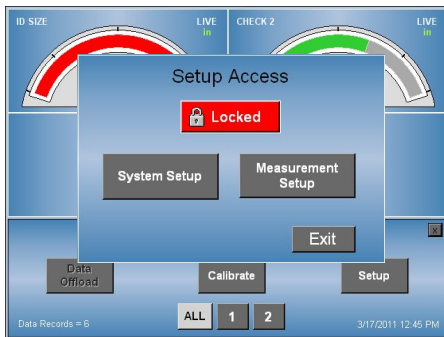 ID SIZE
LIVE
in
CHECK 2
LIVE
in
Setup Access
Locked
System Setup
Measurement
Setup
Exit
x
Data
Offload
Calibrate
Setup
ALL
1
2
Data Records = 6
3/17/2011 12:45 PM